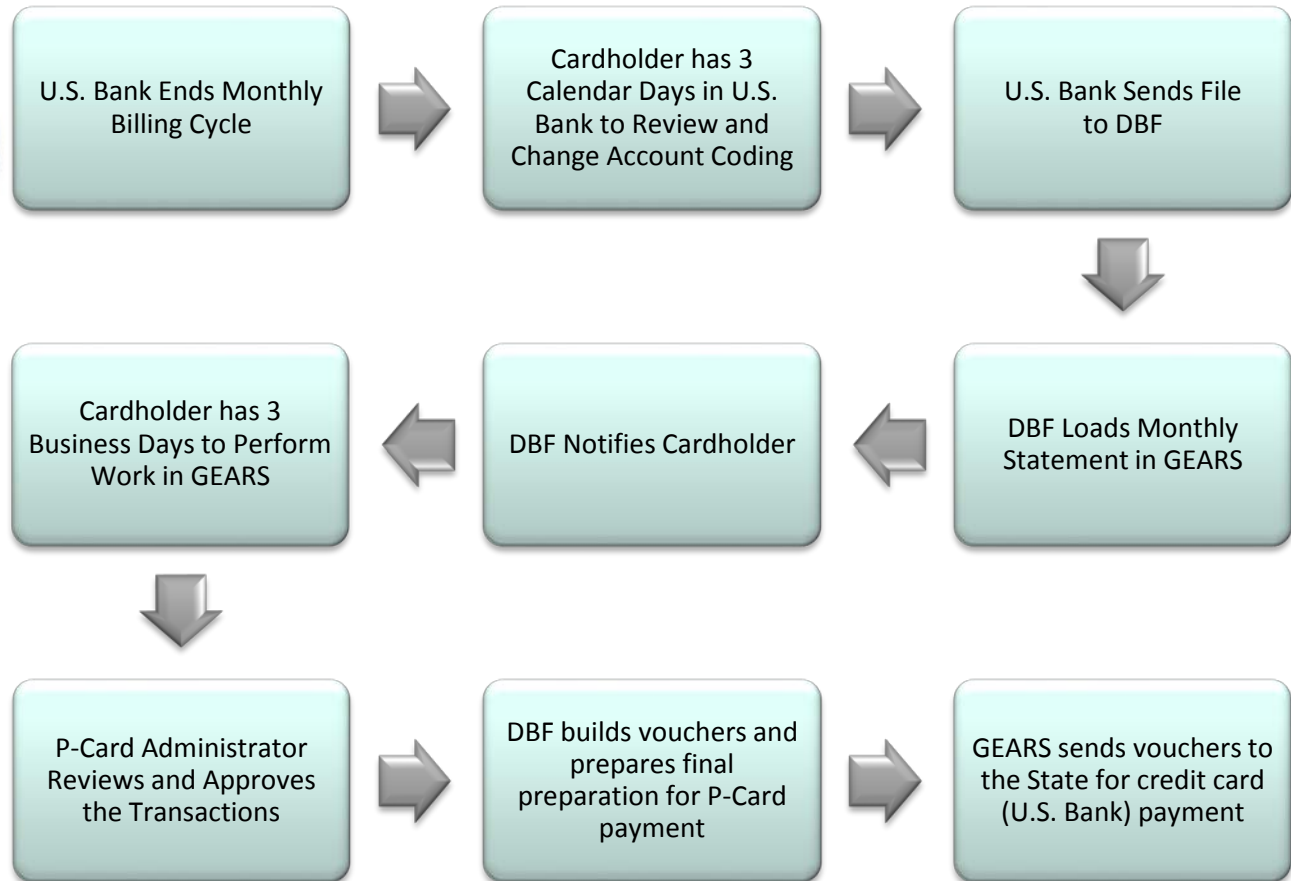 U.S. Bank Ends Monthly
Billing Cycle
Cardholder has 3
Calendar Days in U.S.
Bank to Review and
Change Account Coding
U.S. Bank Sends File
to DBF
DBF Loads Monthly
Statement in GEARS
DBF Notifies Cardholder
Cardholder has 3
Business Days to Perform
Work in GEARS
P-Card Administrator
Reviews and Approves
the Transactions
DBF builds vouchers and
prepares final
preparation for P-Card
payment
GEARS sends vouchers to
the State for credit card
(U.S. Bank) payment